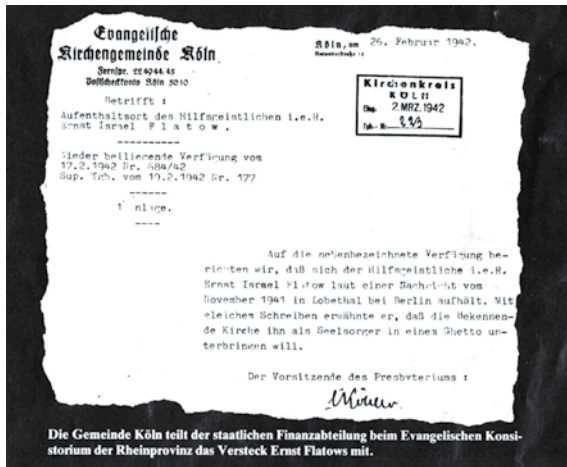 Evangelische
Kirchengemeinde Köln
Fernspr. 224944.45
Postscheckkonto Köln 5010
Köln, am 26. Februar 1942.
Kirchenkreis
KÖLN
Eing. 2. MRZ. 1942
Tgb.- Nr. 223
Betrifft :
Aufenthaltsort des Hilfsgeistlichen i.e.R.
Ernst Israel F l a t o w .
Wieder beiliegende Verfügung vom
17.2.1942 Nr. 684/42
Sup. Tgb. vom 19.2.1942 Nr. 177
1 Anlage.
Auf die nebenbezeichnete Verfügung be-
richten wir, daß sich der Hilfsgeistliche i.e.R.
Ernst Israel Flatow laut einer Nachricht vom
November 1941 in Lobethal bei Berlin aufhält. Mit
gleichem Schreiben erwähnte er, daß die Bekennen-
de Kirche ihn als Seelsorger in einem Ghetto un-
terbringen will.
Der Vorsitzende des Presbyteriums :
Die Gemeinde Köln teilt der staatlichen Finanzabteilung beim Evangelischen Konsi-
storium der Rheinprovinz das Versteck Ernst Flatows mit.